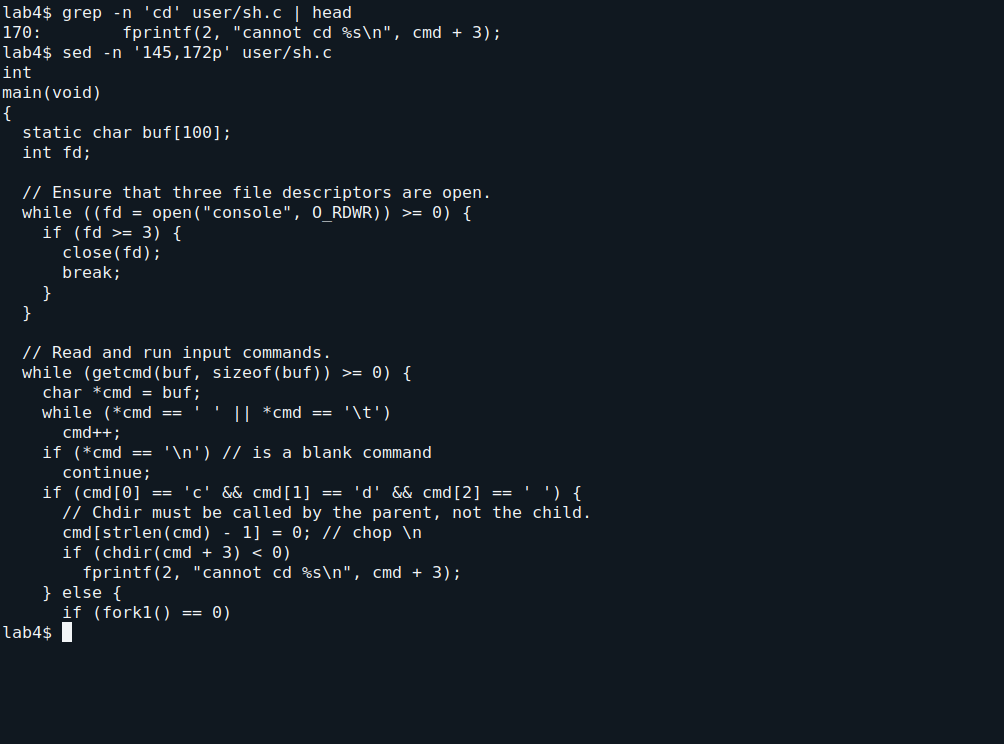 lab4$ grep -n 'cd' user/sh.c | head
170:        fprintf(2, "cannot cd %s\n", cmd + 3);
lab4$ sed -n '145,172p' user/sh.c
int
main(void)
{
  static char buf[100];
  int fd;

  // Ensure that three file descriptors are open.
  while ((fd = open("console", O_RDWR)) >= 0) {
    if (fd >= 3) {
      close(fd);
      break;
    }
  }

  // Read and run input commands.
  while (getcmd(buf, sizeof(buf)) >= 0) {
    char *cmd = buf;
    while (*cmd == ' ' || *cmd == '\t')
      cmd++;
    if (*cmd == '\n') // is a blank command
      continue;
    if (cmd[0] == 'c' && cmd[1] == 'd' && cmd[2] == ' ') {
      // Chdir must be called by the parent, not the child.
      cmd[strlen(cmd) - 1] = 0; // chop \n
      if (chdir(cmd + 3) < 0)
        fprintf(2, "cannot cd %s\n", cmd + 3);
    } else {
      if (fork1() == 0)
lab4$